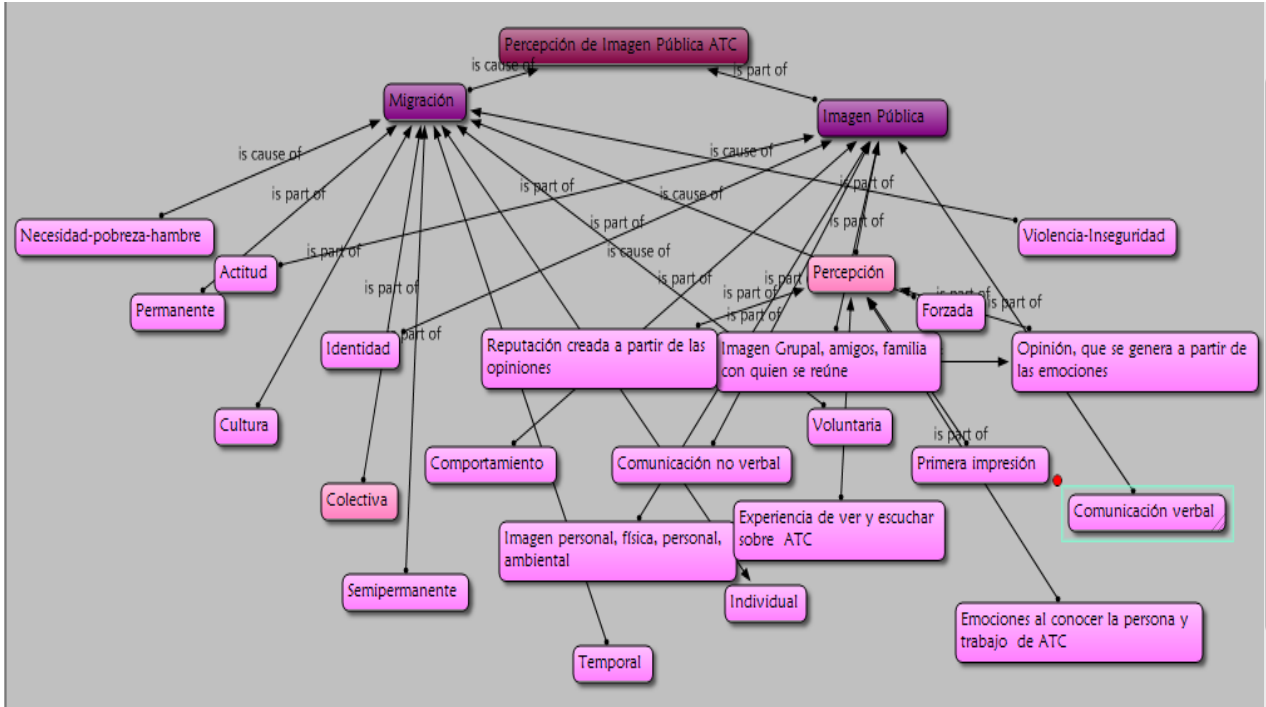 Percepción de Imagen Pública ATC
is cause of
is part of
Migración
Imagen Pública
is cause of
is cause of
is part of
is part of
is cause of
is part of
Necesidad-pobreza-hambre
is part of
is part of
Violencia-Inseguridad
is part of
is cause of
Actitud
Percepción
is part of
is part of
is part of
is part of
is part of
Permanente
Forzada
is part of
is part of
Identidad
part of
Reputación creada a partir de las
opiniones
Imagen Grupal, amigos, familia
con quien se reúne
Opinión, que se genera a partir de
las emociones
Cultura
Voluntaria
is part of
Comportamiento
Comunicación no verbal
Primera impresión
Colectiva
Experiencia de ver y escuchar
sobre ATC
Comunicación verbal
Imagen personal, física, personal,
ambiental
Semipermanente
Individual
Emociones al conocer la persona y
trabajo de ATC
Temporal